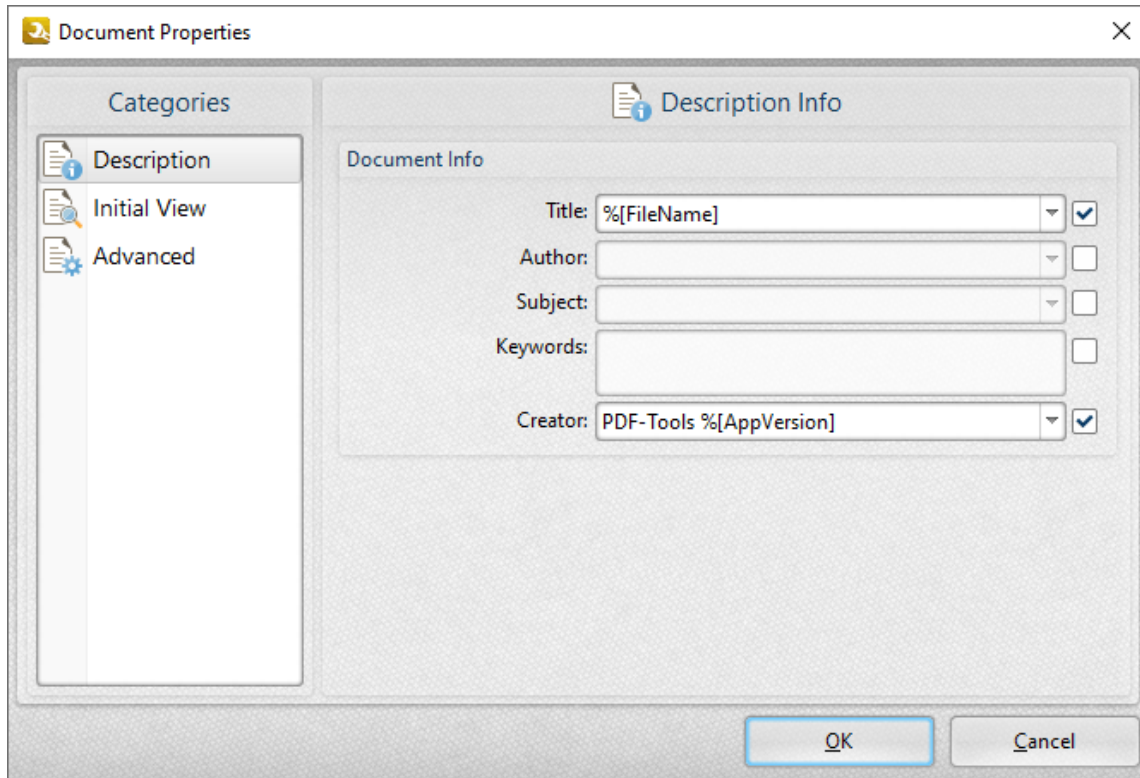 Document Properties
Categories
Description
Initial View
Advanced
Description Info
Document Info
Title: %[FileName]
Author:
Subject:
Keywords:
Creator: PDF-Tools %[AppVersion]
OK
Cancel